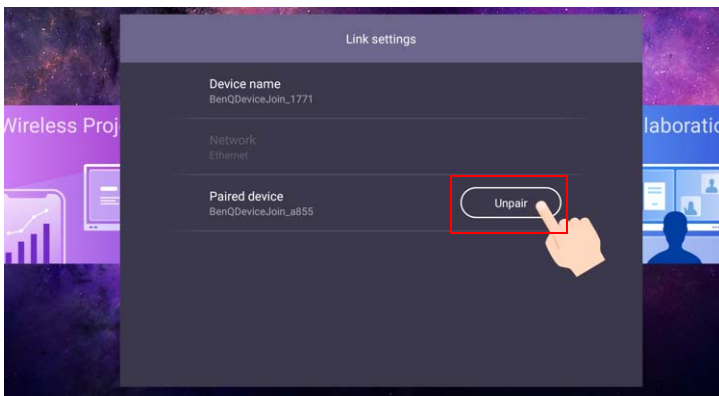 Link settings
Device name
BenQDeviceJoin_1771
Wireless Proj
laboratio
Network
Ethernet
Paired device
BenQDeviceJoin_a855
Unpair